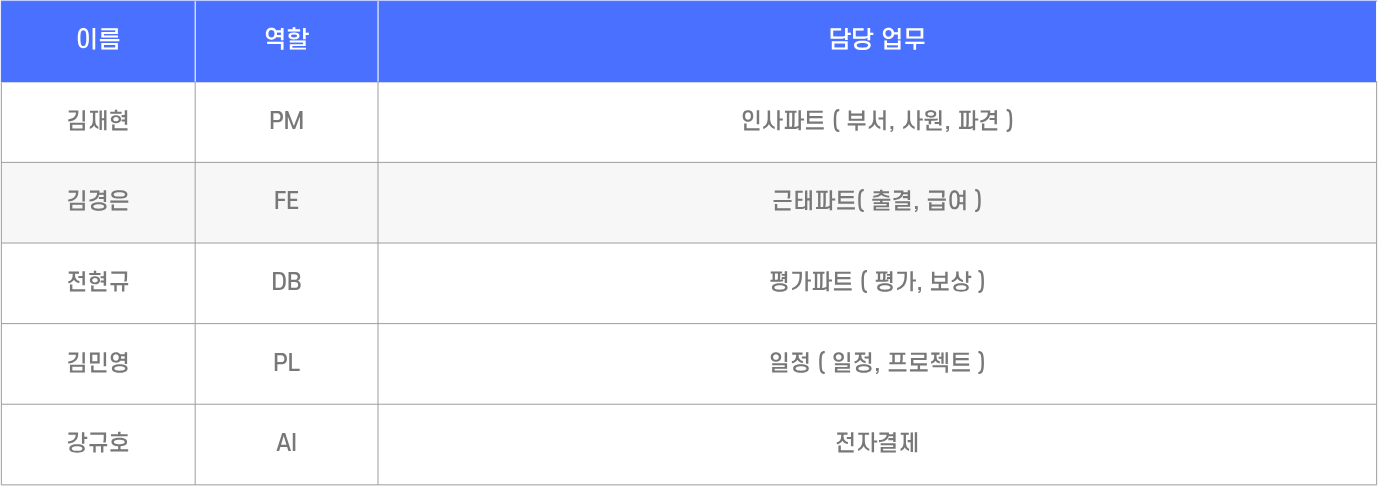 이름 역할 담당 업무
김재현 PM 인사파트 ( 부서, 사원, 파견 )
김경은 FE 근태파트( 출결, 급여 )
전현규 DB 평가파트 ( 평가, 보상 )
김민영 PL 일정 ( 일정, 프로젝트 )
강규호 AI 전자결제